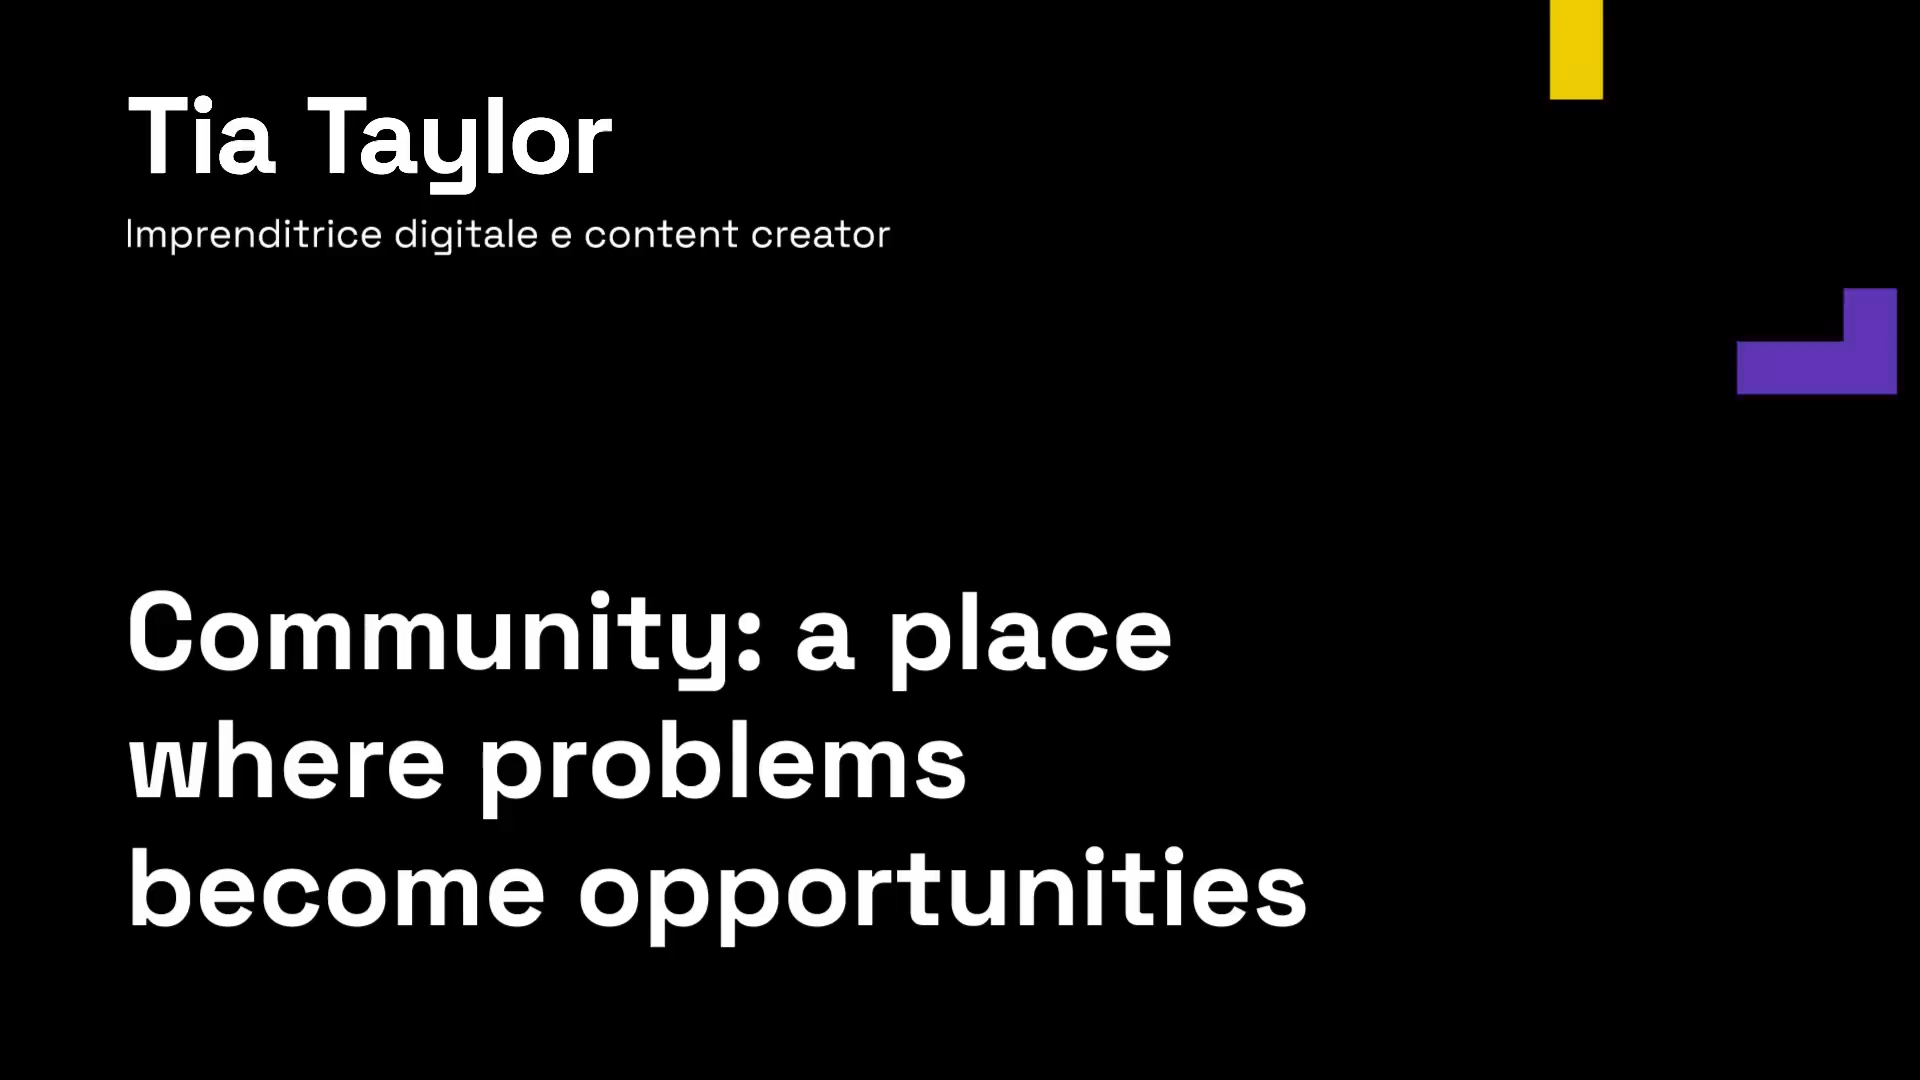 Tia Taylor
Imprenditrice digitale e content creator
Community: a place
where problems
become opportunities